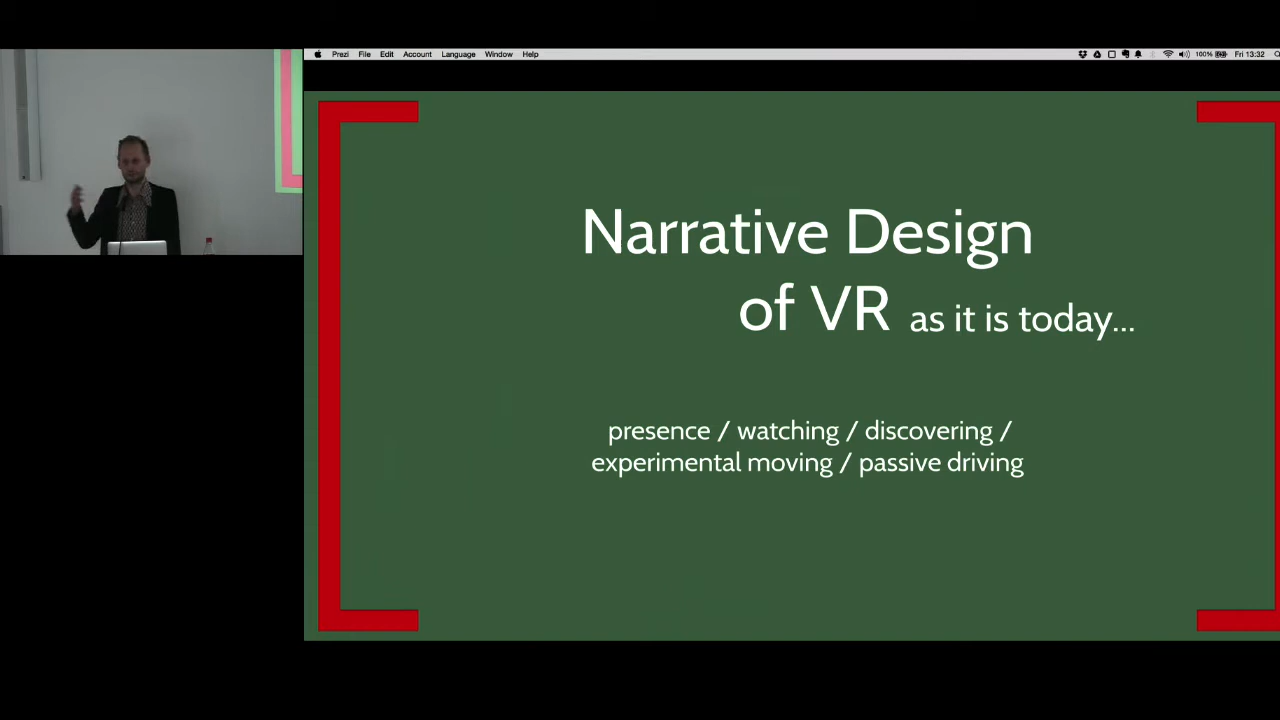 Prezi File Edit Account Language Window Help 100% Fri 13:32
Narrative Design
of VR as it is today...
presence / watching / discovering /
experimental moving / passive driving